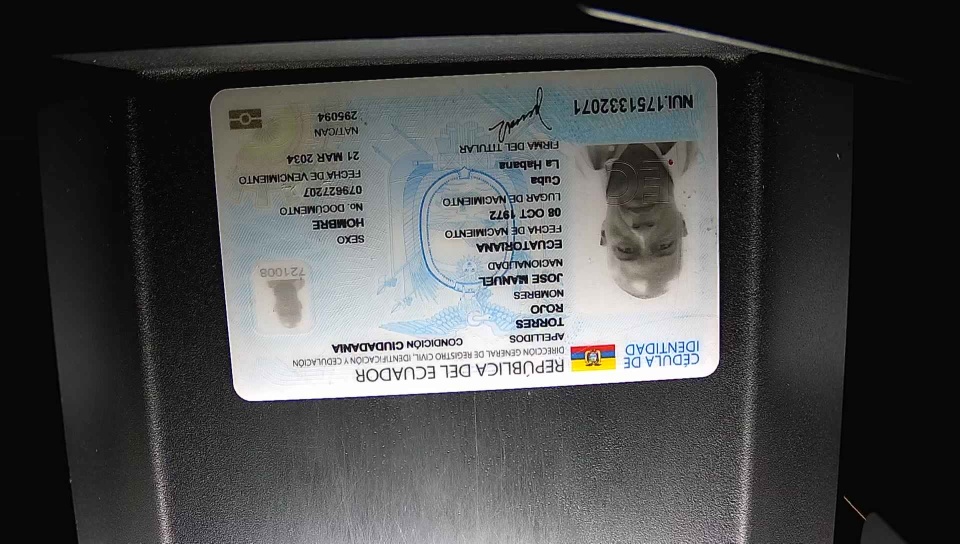 CÉDULA DE
IDENTIDAD
REPÚBLICA DEL ECUADOR
DIRECCIÓN GENERAL DE REGISTRO CIVIL, IDENTIFICACIÓN Y CEDULACIÓN
APELLIDOS
CONDICIÓN CIUDADANÍA
TORRES
ROJO
NOMBRES
JOSE MANUEL
NACIONALIDAD
ECUATORIANA
FECHA DE NACIMIENTO
08 OCT 1972
LUGAR DE NACIMIENTO
Cuba
La Habana
FIRMA DEL TITULAR
721008
SEXO
HOMBRE
No. DOCUMENTO
079627207
FECHA DE VENCIMIENTO
21 MAR 2034
NAT/CAN
295094
NUI.1751332071